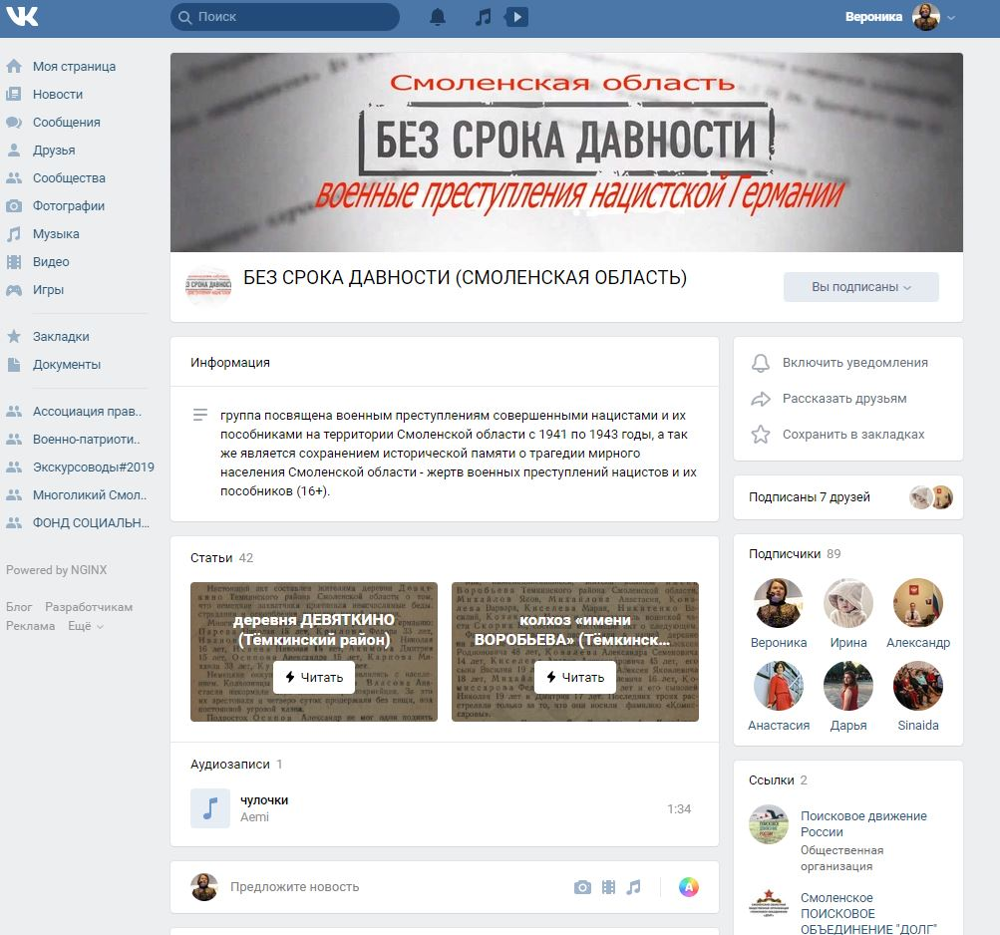 Поиск
Вероника
Моя страница
Новости
Сообщения
Друзья
Сообщества
Фотографии
Музыка
Видео
Игры
Закладки
Документы
Ассоциация прав..
Военно-патриоти..
Экскурсоводы#2019
Многоликий Смол..
ФОНД СОЦИАЛЬН...
Powered by NGINX
Блог Разработчикам
Реклама Ещё
Смоленская область
БЕЗ СРОКА ДАВНОСТИ
военные преступления нацистской Германии
БЕЗ СРОКА ДАВНОСТИ (СМОЛЕНСКАЯ ОБЛАСТЬ)
Вы подписаны
Информация
группа посвящена военным преступлениям совершенными нацистами и их
пособниками на территории Смоленской области с 1941 по 1943 годы, а так
же является сохранением исторической памяти о трагедии мирного
населения Смоленской области - жертв военных преступлений нацистов и их
пособников (16+).
Статьи 42
деревня ДЕВЯТКИНО
(Тёмкинский район)
Читать
колхоз «имени
ВОРОБЬЕВА» (Тёмкинск...
Читать
Аудиозаписи 1
чулочки
Aemi
1:34
Предложите новость
Включить уведомления
Рассказать друзьям
Сохранить в закладках
Подписаны 7 друзей
Подписчики 89
Вероника Ирина Александр
Анастасия Дарья Sinaida
Ссылки 2
Поисковое движение
России
Общественная
организация
Смоленское
ПОИСКОВОЕ
ОБЪЕДИНЕНИЕ "ДОЛГ"